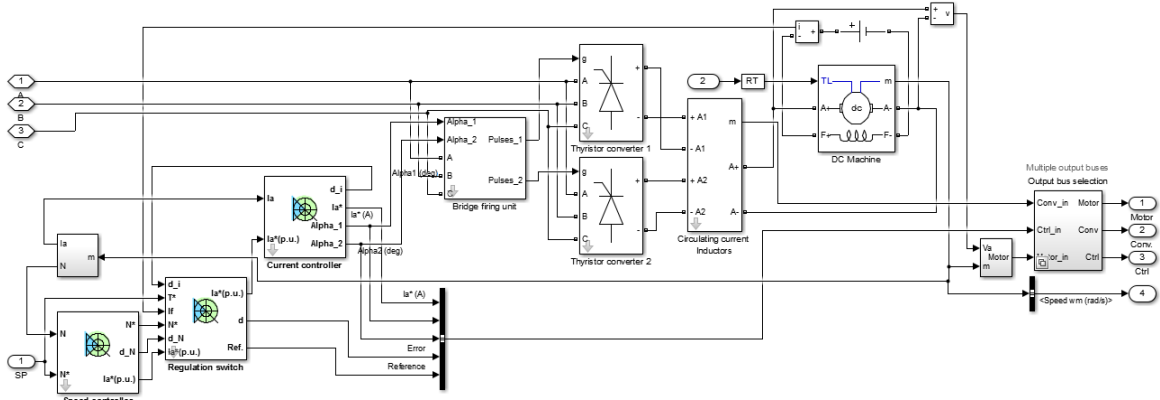 1
A
2
B
3
C
Alpha_1
Alpha_2
A
B
C
Pulses_1
Pulses_2
Bridge firing unit
Alpha1 (deg)
g
A
B
C
+
-
Thyristor converter 1
g
A
B
C
+
-
Thyristor converter 2
2
RT
+ A1
- A1
+ A2
- A2
m
A+
A-
Circulating current
Inductors
i
+
-
+
+
-
v
TL
m
A+
dc
A-
F+
F-
DC Machine
Multiple output buses
Output bus selection
Conv_in
Ctrl_in
Motor
Conv
Ctrl
1
Motor
2
Conv.
3
Ctrl
4
<Speed wm (rad/s)>
Va
Motor
m
Ia
Ia*(p.u.)
d_i
Ia*
Alpha_1
Alpha_2
Current controller
Ia* (A)
Alpha2 (deg)
Ia
N
m
d_i
T*
If
N*
d_N
Ia*(p.u.)
Ia*(p.u.)
d
Ref.
Regulation switch
Ia* (A)
Error
Reference
1
SP
N
N*
N*
d_N
Ia*(p.u.)